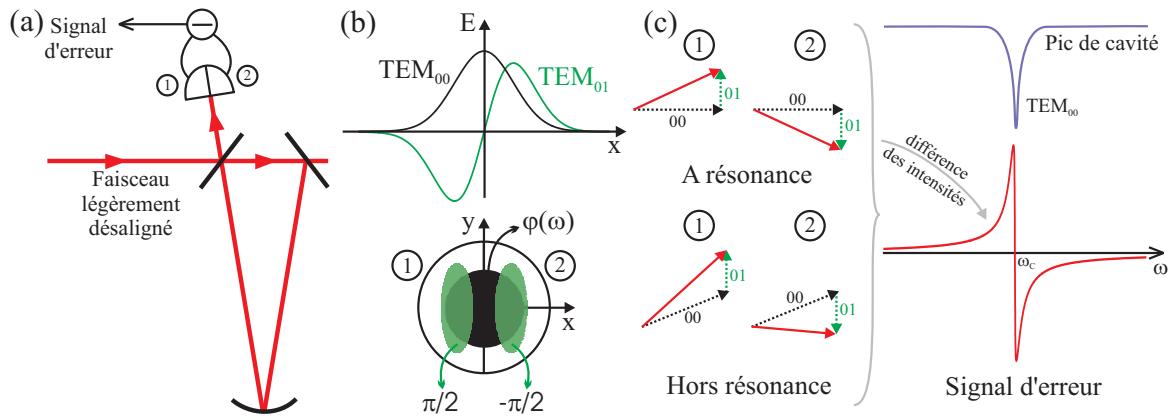 (a)
Signal
d'erreur
① ②
Faisceau
légèrement
désaligné
(b)
E
TEM₀₀
TEM₀₁
x
y
φ(ω)
① ②
x
π/2
-π/2
(c)
① ②
01
00
00
01
A résonance
① ②
01
00
00
01
Hors résonance
différence
des intensités
Pic de cavité
TEM₀₀
ω_C
ω
Signal d'erreur